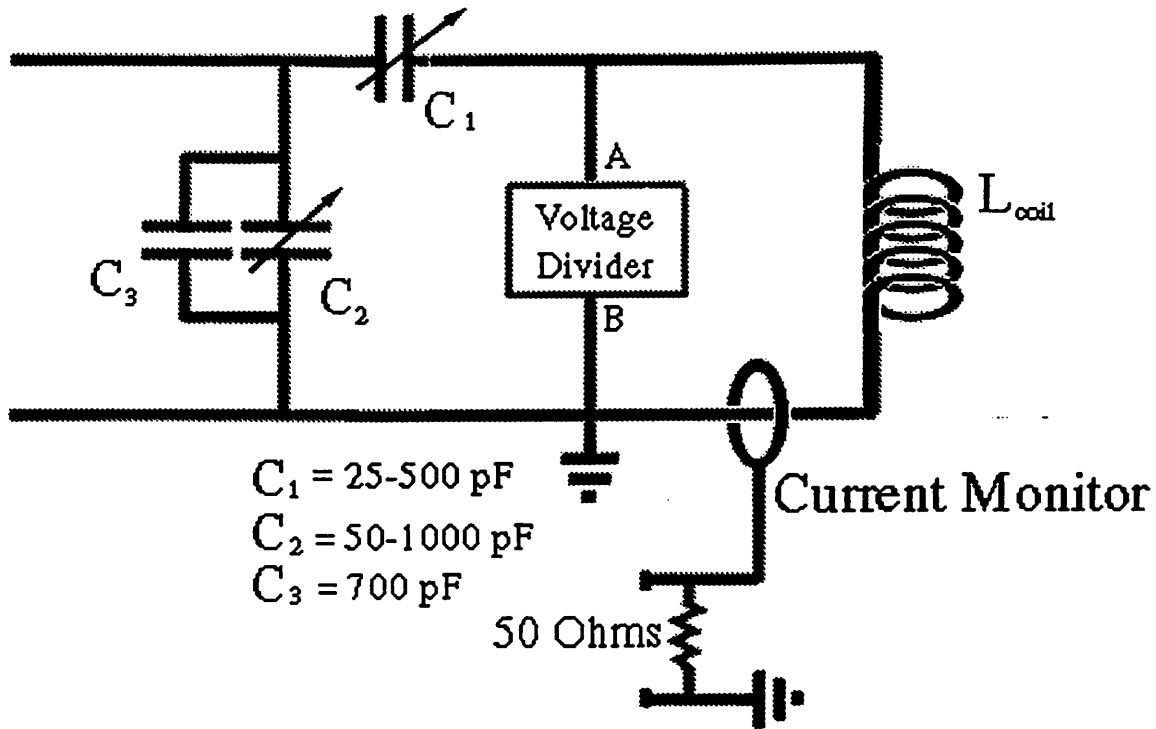 C₁
A
Voltage
Divider
B
L coil
C₃
C₂
C₁ = 25-500 pF
C₂ = 50-1000 pF
C₃ = 700 pF
Current Monitor
50 Ohms